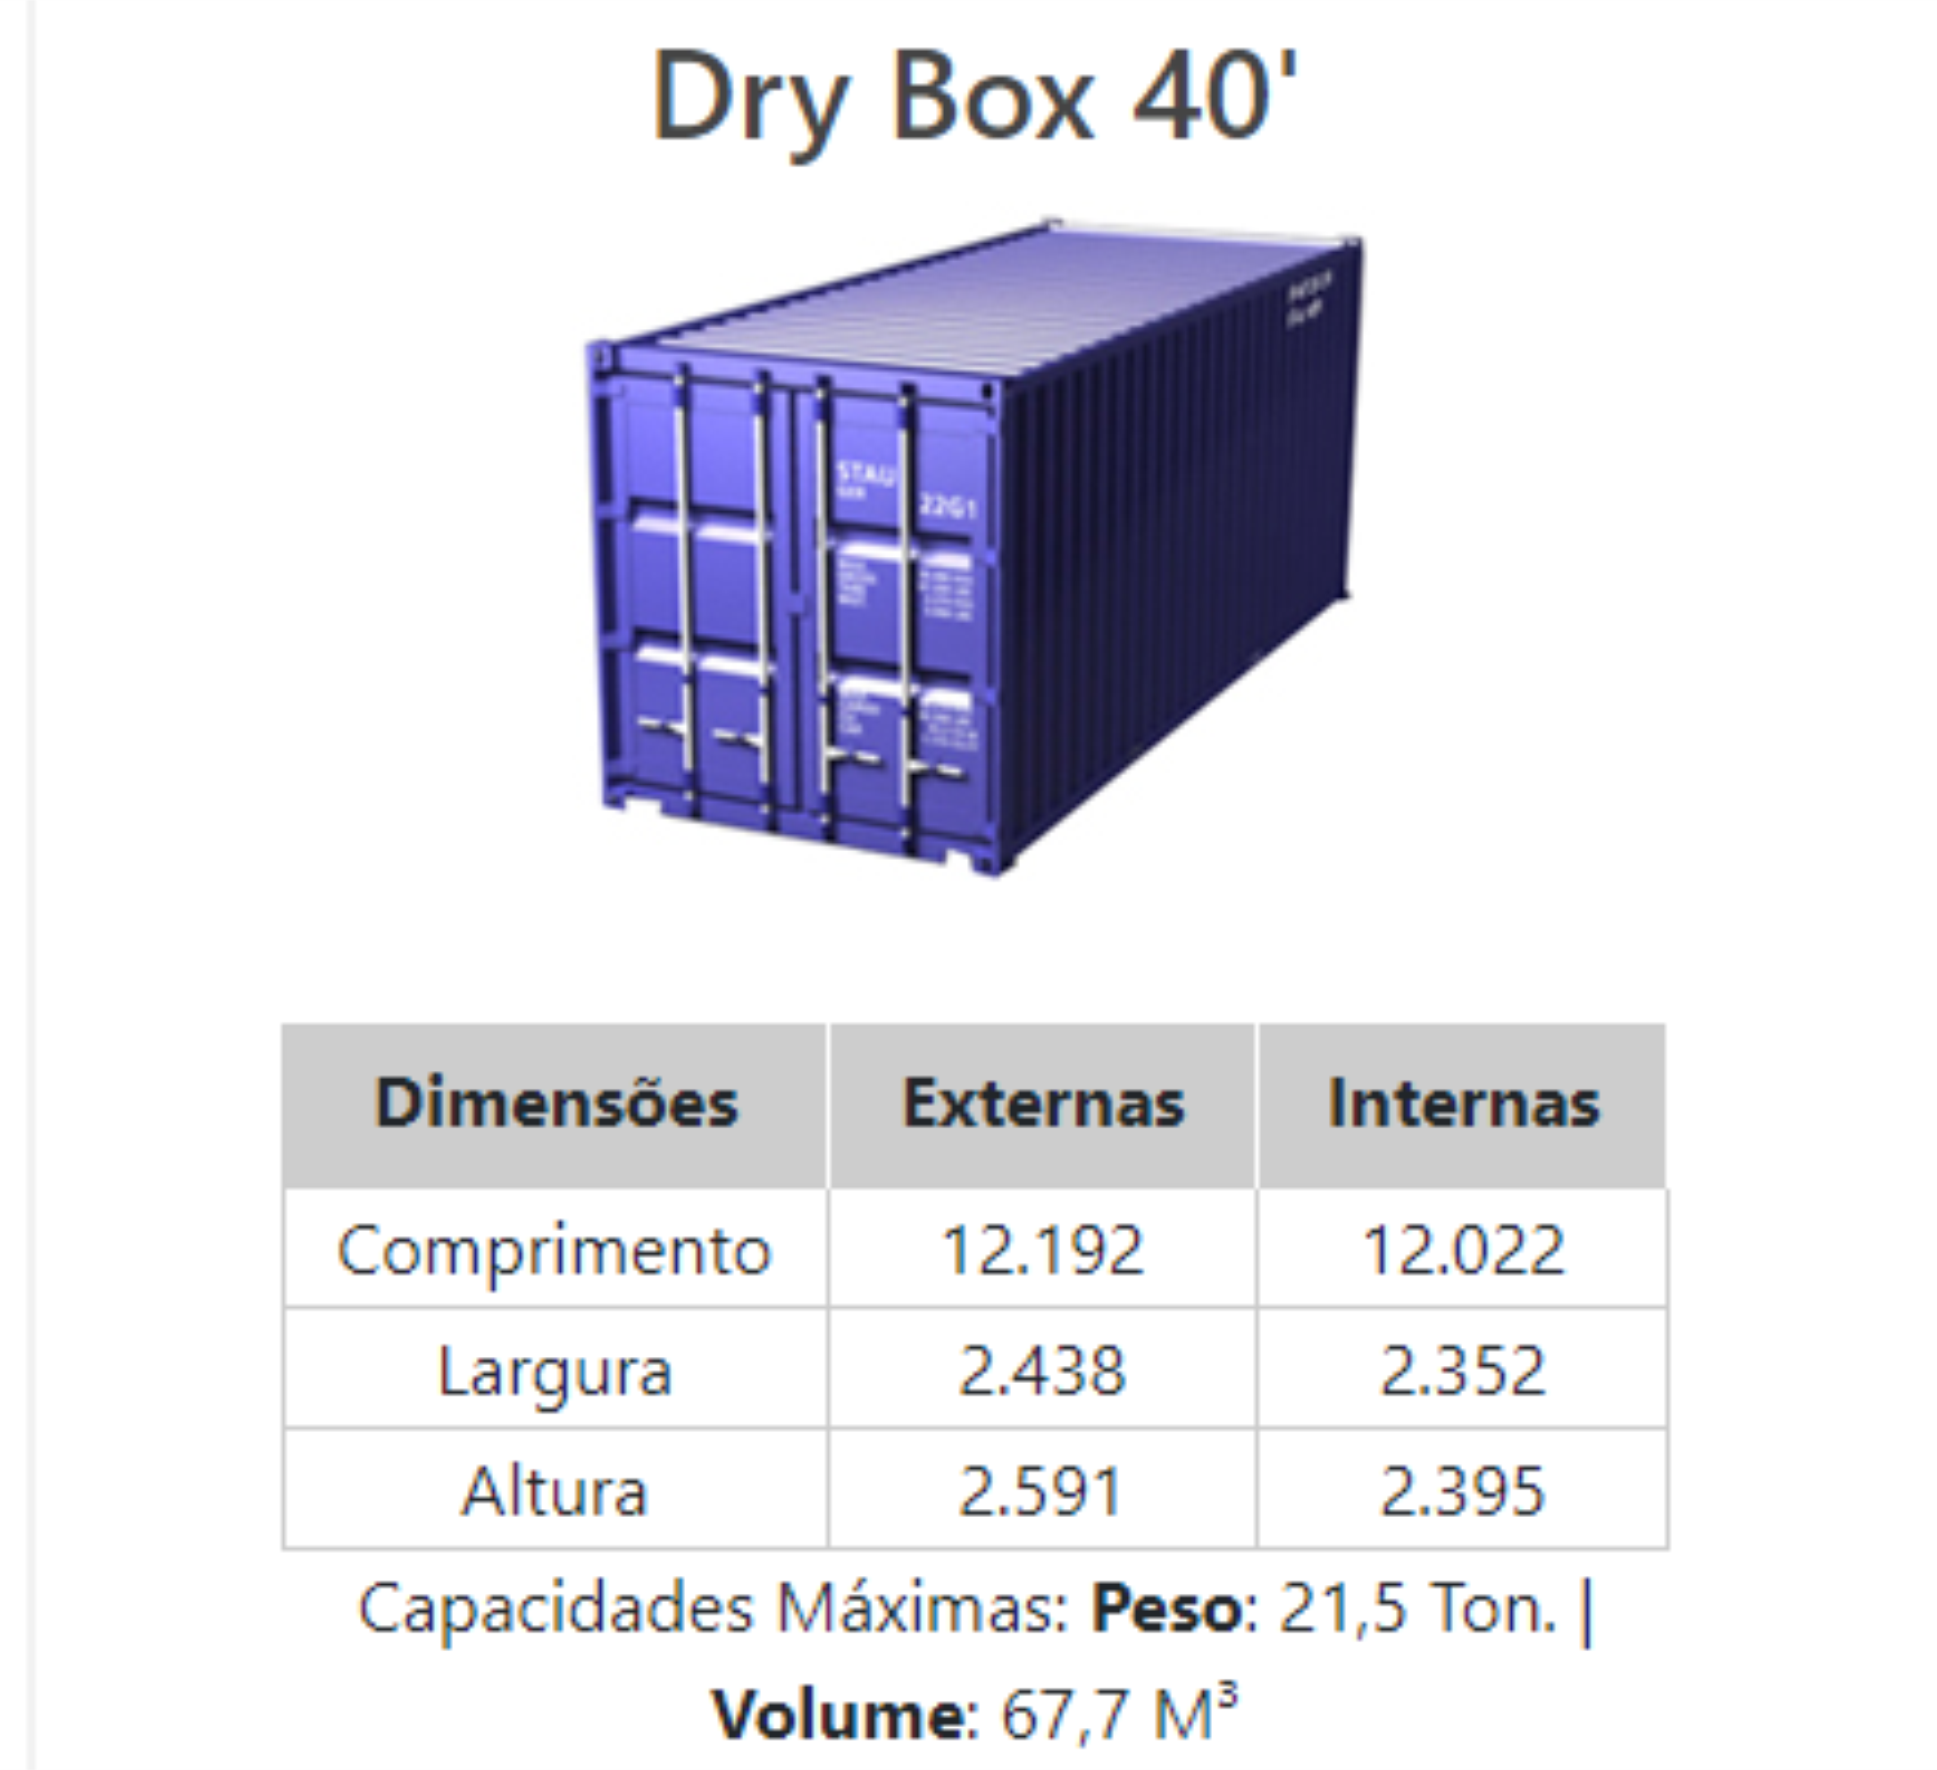 Dry Box 40'
STAU
22G1
Dimensões Externas Internas
Comprimento 12.192 12.022
Largura 2.438 2.352
Altura 2.591 2.395
Capacidades Máximas: Peso: 21,5 Ton. |
Volume: 67,7 M³